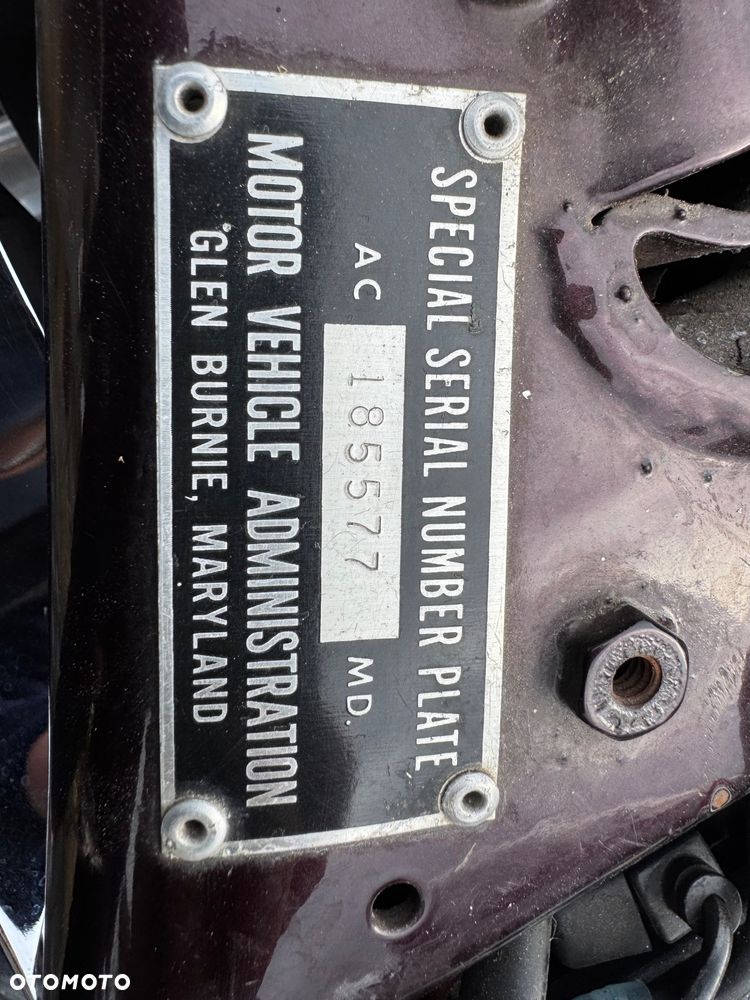 SPECIAL SERIAL NUMBER PLATE
AC 185577 MD.
MOTOR VEHICLE ADMINISTRATION
GLEN BURNIE, MARYLAND
OTOMOTO